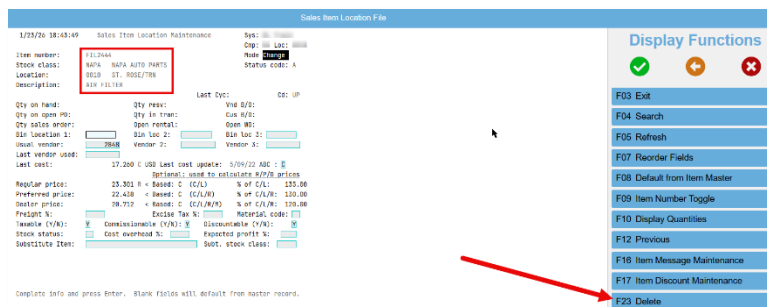 Sales Item Location File
1/23/26 18:43:49 Sales Item Location Maintenance Sys:
Cmp: Loc:
Item number: FIL2444 Mode Change
Stock class: NAPA NAPA AUTO PARTS Status code: A
Location: 0010 ST. ROSE/TRN
Description: AIR FILTER
Last Cyc: Cd: UP
Qty on hand: Qty resv: Vnd B/O:
Qty on open PO: Qty in tran: Cus B/O:
Qty sales order: Open rental: Open WO:
Bin location 1: Bin loc 2: Bin loc 3:
Usual vendor: 2848 Vendor 2: Vendor 3:
Last vendor used:
Last cost: 17.260 C USD Last cost update: 5/09/22 ABC :
Optional: used to calculate R/P/D prices
Regular price: 23.301 R < Based: C (C/L) % of C/L: 135.00
Preferred price: 22.438 < Based: C (C/L/R) % of C/L/R: 130.00
Dealer price: 20.712 < Based: C (C/L/R/M) % of C/L/R: 120.00
Freight %: Excise Tax %: Material code:
Taxable (Y/N): Y Commissionable (Y/N): Y Discountable (Y/N): Y
Stock status: Cost overhead %: Expected profit %:
Substitute Item: Subt. stock class:
Complete info and press Enter. Blank fields will default from master record.
Display Functions
F03 Exit
F04 Search
F05 Refresh
F07 Reorder Fields
F08 Default from Item Master
F09 Item Number Toggle
F10 Display Quantities
F12 Previous
F16 Item Message Maintenance
F17 Item Discount Maintenance
F23 Delete